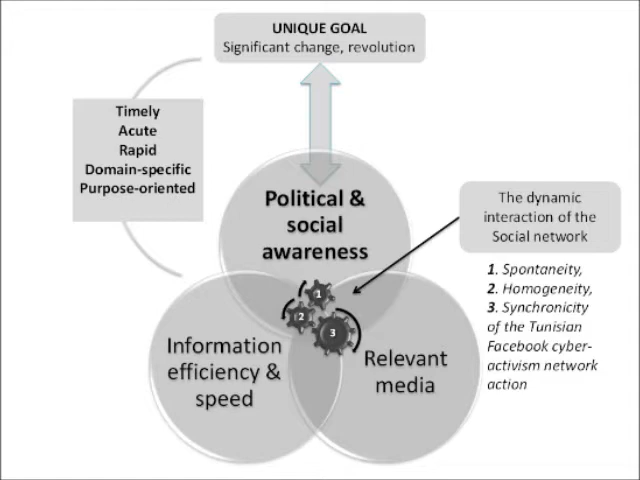 UNIQUE GOAL
Significant change, revolution
Timely
Acute
Rapid
Domain-specific
Purpose-oriented
Political &
social
awareness
The dynamic
interaction of the
Social network
1. Spontaneity,
2. Homogeneity,
3. Synchronicity
of the Tunisian
Facebook cyber-
activism network
action
1
2
3
Information
efficiency &
speed
Relevant
media